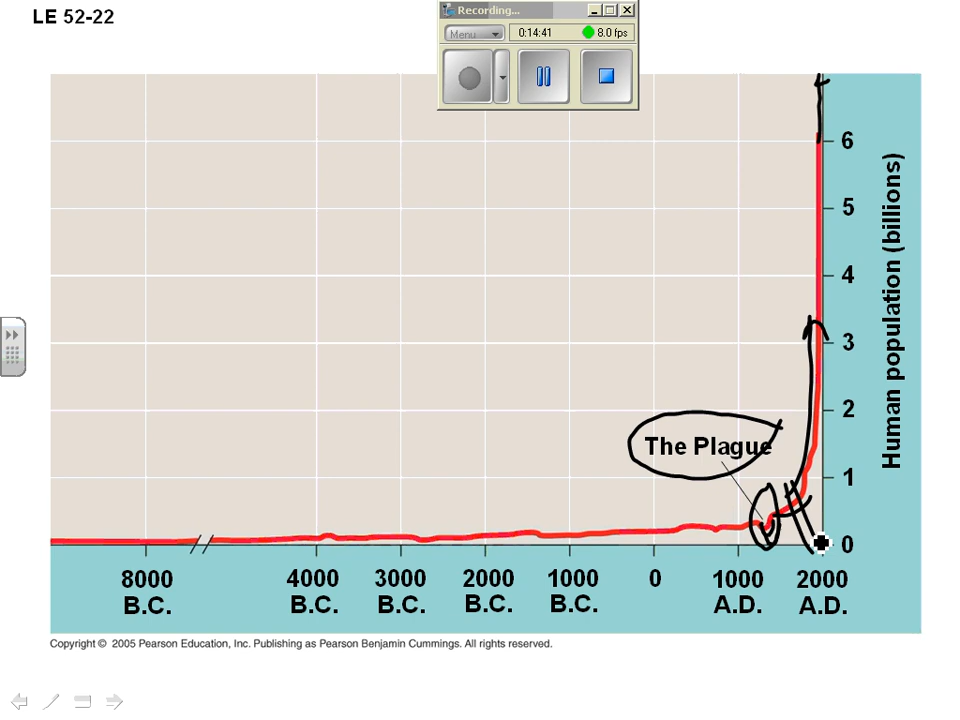 LE 52-22
Recording...
Menu
0:14:41
8.0 fps
6
5
4
3
2
1
0
Human population (billions)
The Plague
8000 B.C.
4000 B.C.
3000 B.C.
2000 B.C.
1000 B.C.
0
1000 A.D.
2000 A.D.
Copyright © 2005 Pearson Education, Inc. Publishing as Pearson Benjamin Cummings. All rights reserved.